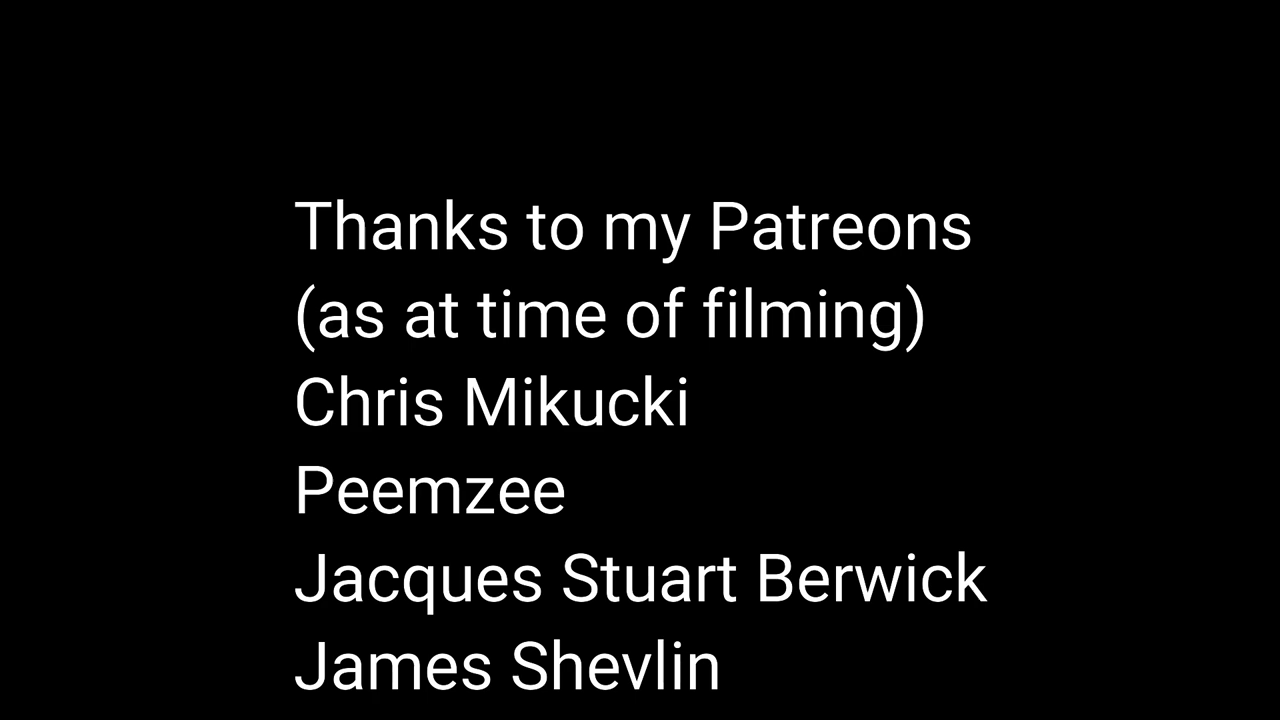 Thanks to my Patreons
(as at time of filming)
Chris Mikucki
Peemzee
Jacques Stuart Berwick
James Shevlin